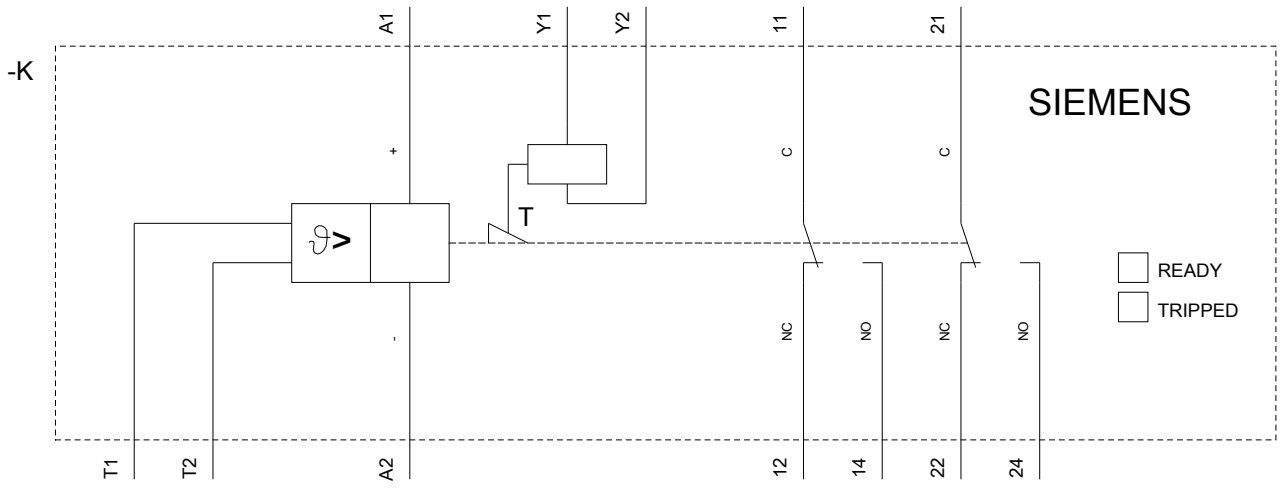 A1
Y1
Y2
11
21
-K
SIEMENS
+
C
C
T
ϑ>
READY
TRIPPED
-
NC
NO
NC
NO
T1
T2
A2
12
14
22
24